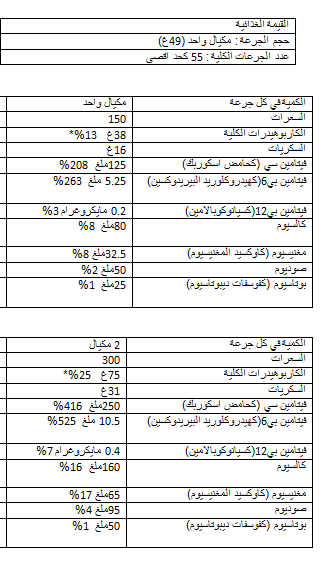 القيمة الغذائية
حجم الجرعة: مكيال واحد (49غ)
عدد الجرعات الكلية: 55 كحد اقصى
الكمية في كل جرعة مكيال واحد
السعرات 150
الكاربوهيدرات الكلية 38غ 13%*
السكريات 16غ
فيتامين سي (كحامض اسكوربك) 125ملغ 208%
فيتامين بي6(كهيدروكلوريد البيريدوكسين) 5.25 ملغ 263%
فيتامين بي12(كسيانوكوبالامين) 0.2 مايكروغرام 3%
كالسيوم 80ملغ 8%
مغنيسيوم (كاوكسيد المغنيسيوم) 32.5ملغ 8%
صوديوم 50ملغ 2%
بوتاسيوم (كفوسفات ديبوتاسيوم) 25ملغ 1%
الكمية في كل جرعة 2 مكيال
السعرات 300
الكاربوهيدرات الكلية 75غ 25%*
السكريات 31غ
فيتامين سي (كحامض اسكوربك) 250ملغ 416%
فيتامين بي6(كهيدروكلوريد البيريدوكسين) 10.5 ملغ 525%
فيتامين بي12(كسيانوكوبالامين) 0.4 مايكروغرام 7%
كالسيوم 160ملغ 16%
مغنيسيوم (كاوكسيد المغنيسيوم) 65ملغ 17%
صوديوم 95ملغ 4%
بوتاسيوم (كفوسفات ديبوتاسيوم) 50ملغ 1%